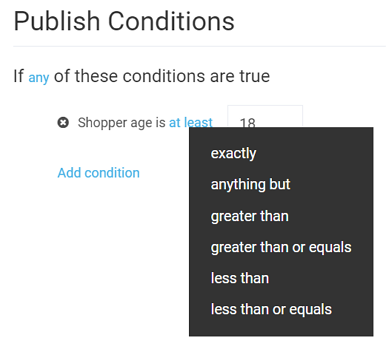 Publish Conditions
If any of these conditions are true
Shopper age is at least 18
Add condition
exactly
anything but
greater than
greater than or equals
less than
less than or equals